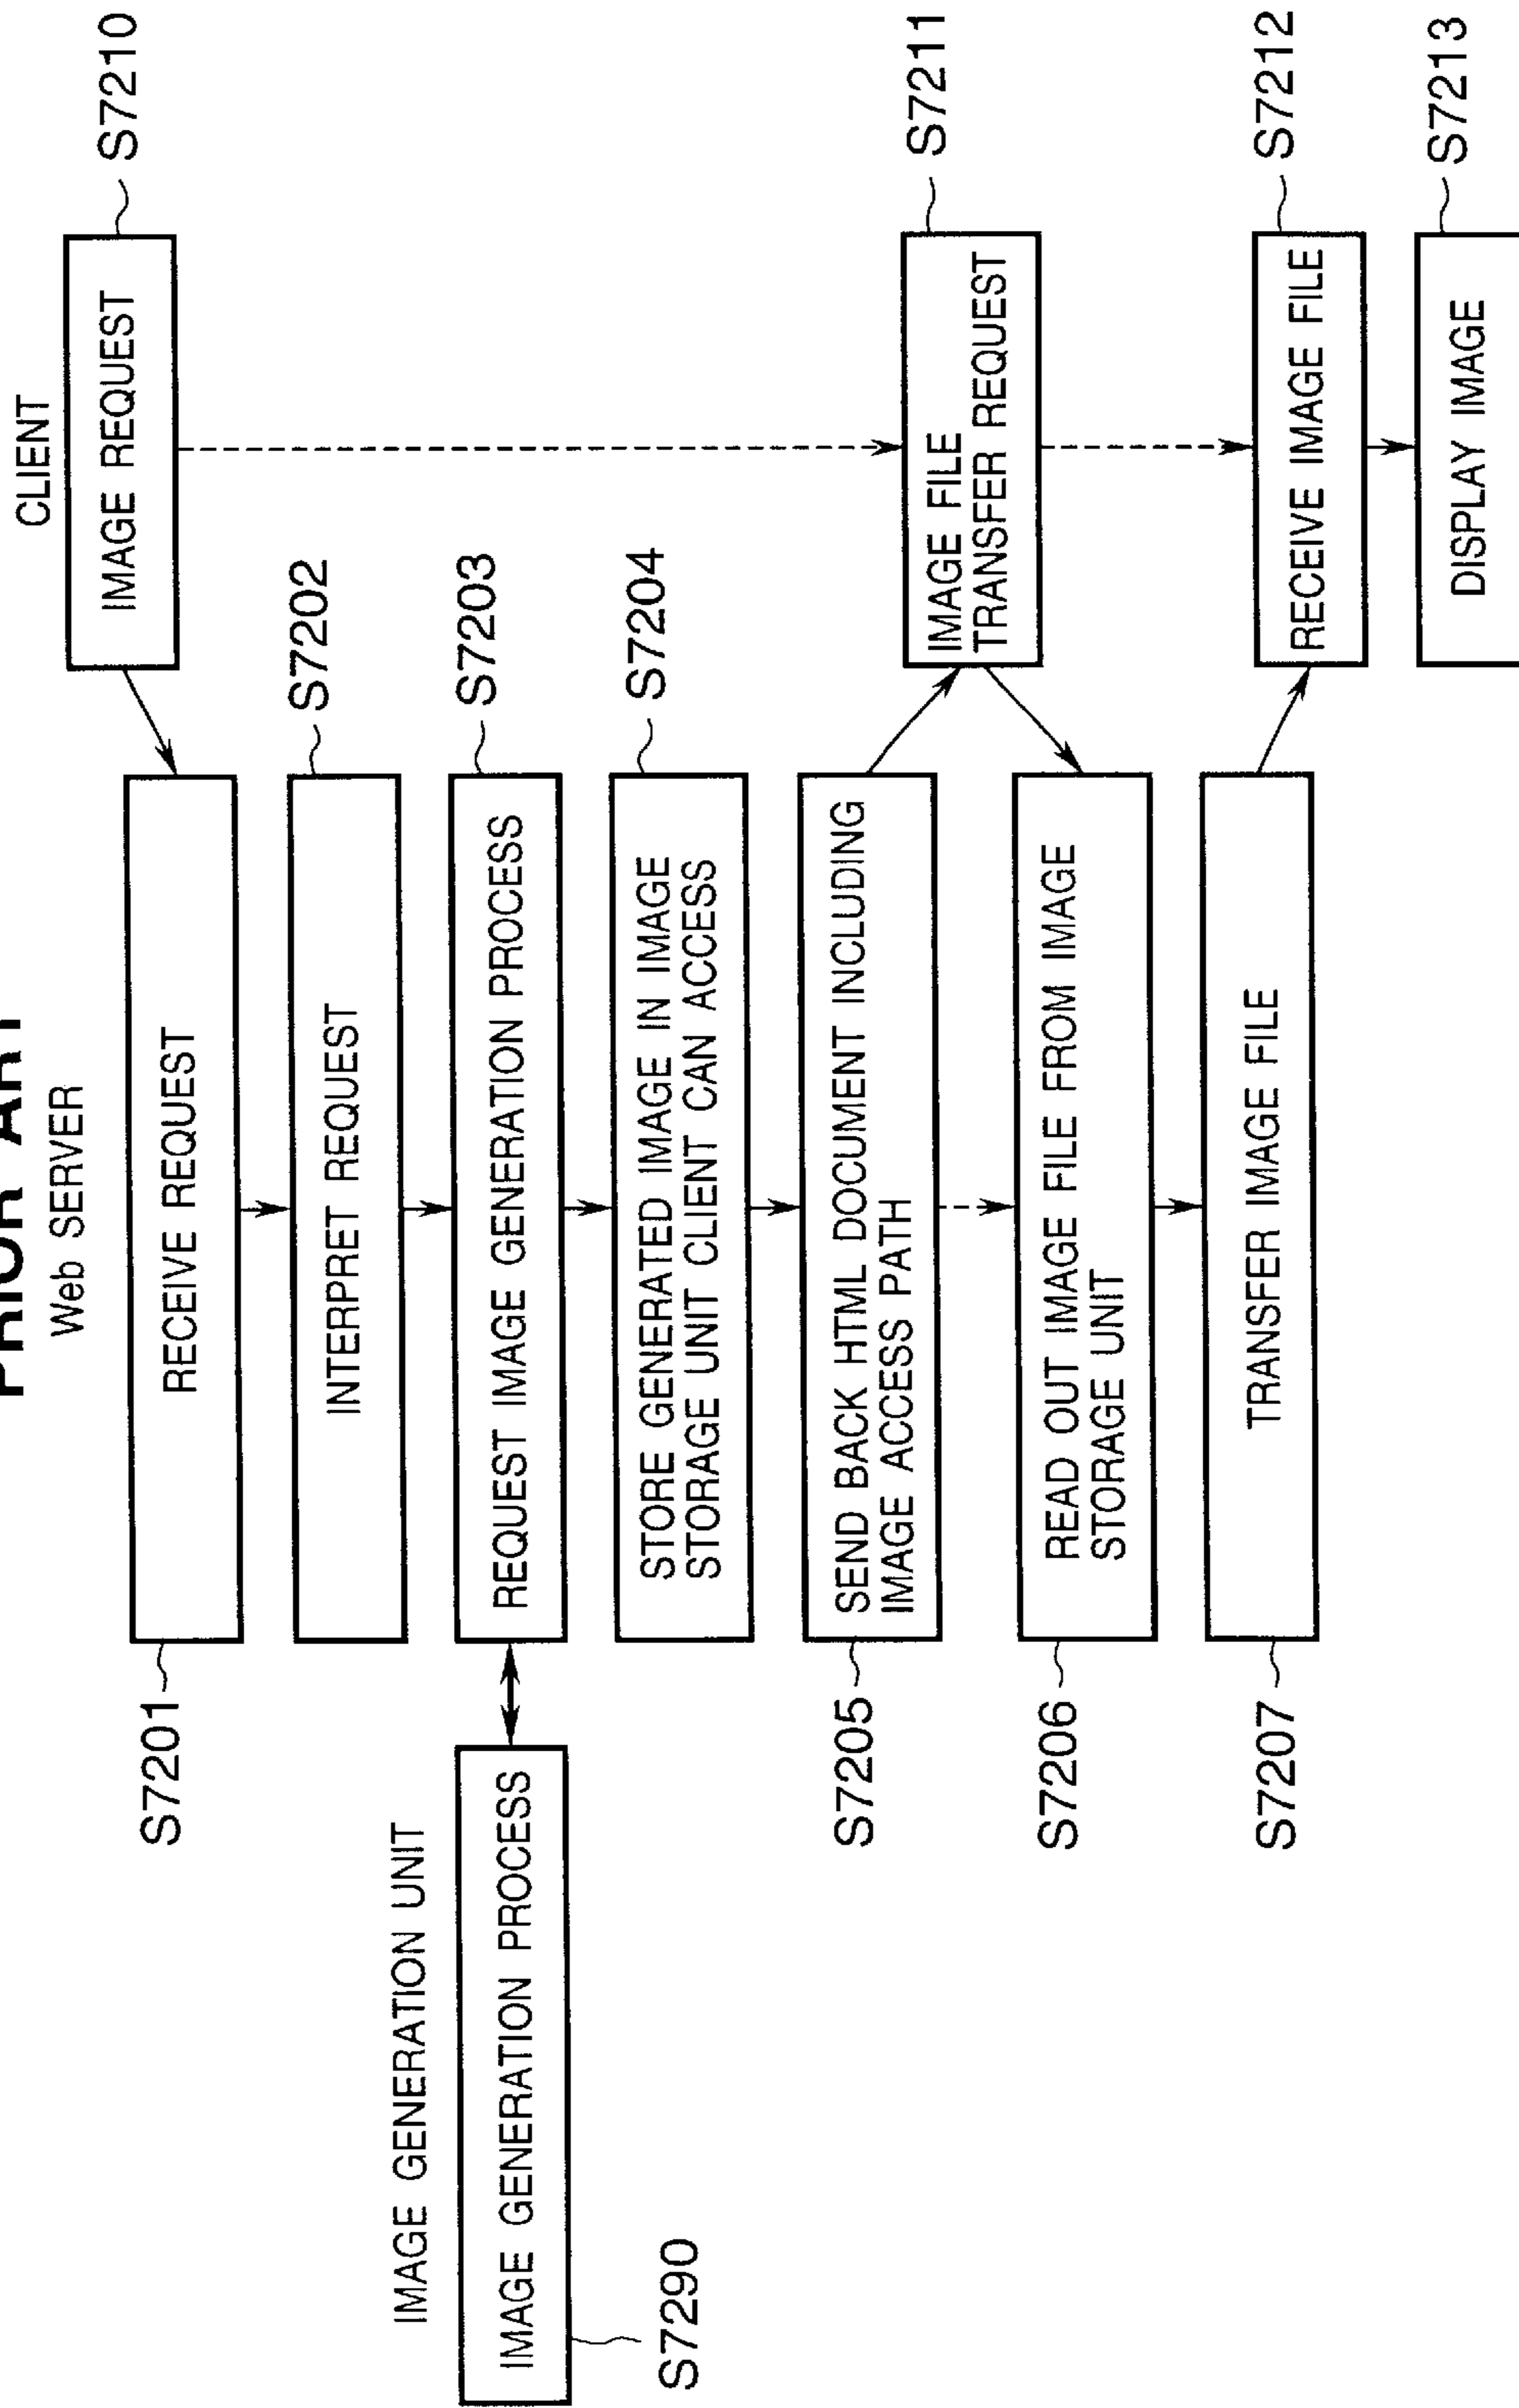 PRIOR ART
IMAGE GENERATION UNIT
IMAGE GENERATION PROCESS
S7290
Web SERVER
S7201
RECEIVE REQUEST
INTERPRET REQUEST
S7202
REQUEST IMAGE GENERATION PROCESS
S7203
STORE GENERATED IMAGE IN IMAGE
STORAGE UNIT CLIENT CAN ACCESS
S7204
S7205
SEND BACK HTML DOCUMENT INCLUDING
IMAGE ACCESS PATH
S7206
READ OUT IMAGE FILE FROM IMAGE
STORAGE UNIT
S7207
TRANSFER IMAGE FILE
CLIENT
IMAGE REQUEST
S7210
IMAGE FILE
TRANSFER REQUEST
S7211
RECEIVE IMAGE FILE
S7212
DISPLAY IMAGE
S7213